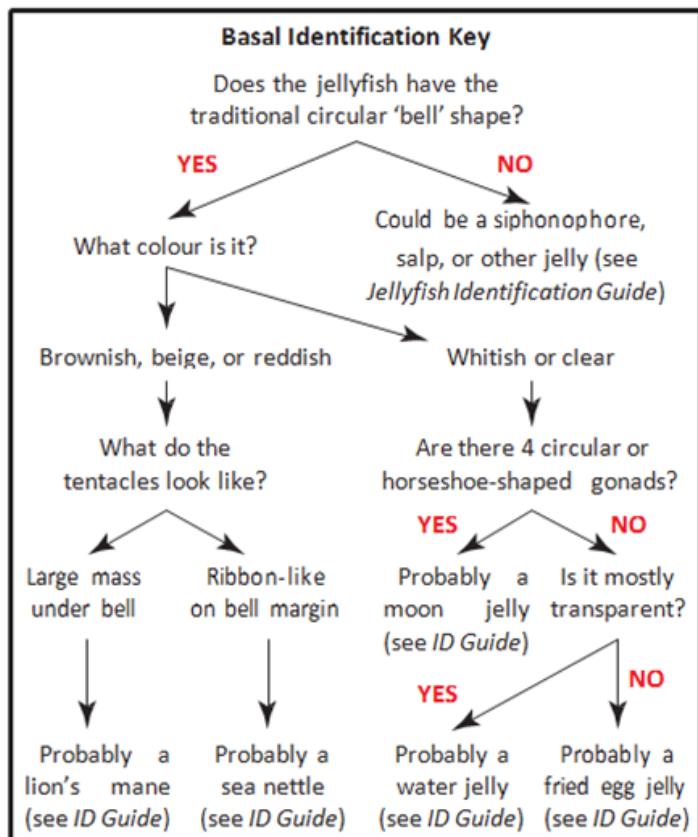 Basal Identification Key
Does the jellyfish have the
traditional circular ‘bell’ shape?
YES
NO
What colour is it?
Could be a siphonophore,
salp, or other jelly (see
Jellyfish Identification Guide)
Brownish, beige, or reddish
Whitish or clear
What do the
tentacles look like?
Are there 4 circular or
horseshoe-shaped gonads?
YES
NO
Large mass
under bell
Ribbon-like
on bell margin
Probably a
moon jelly
(see ID Guide)
Is it mostly
transparent?
YES
NO
Probably a
lion’s mane
(see ID Guide)
Probably a
sea nettle
(see ID Guide)
Probably a
water jelly
(see ID Guide)
Probably a
fried egg jelly
(see ID Guide)